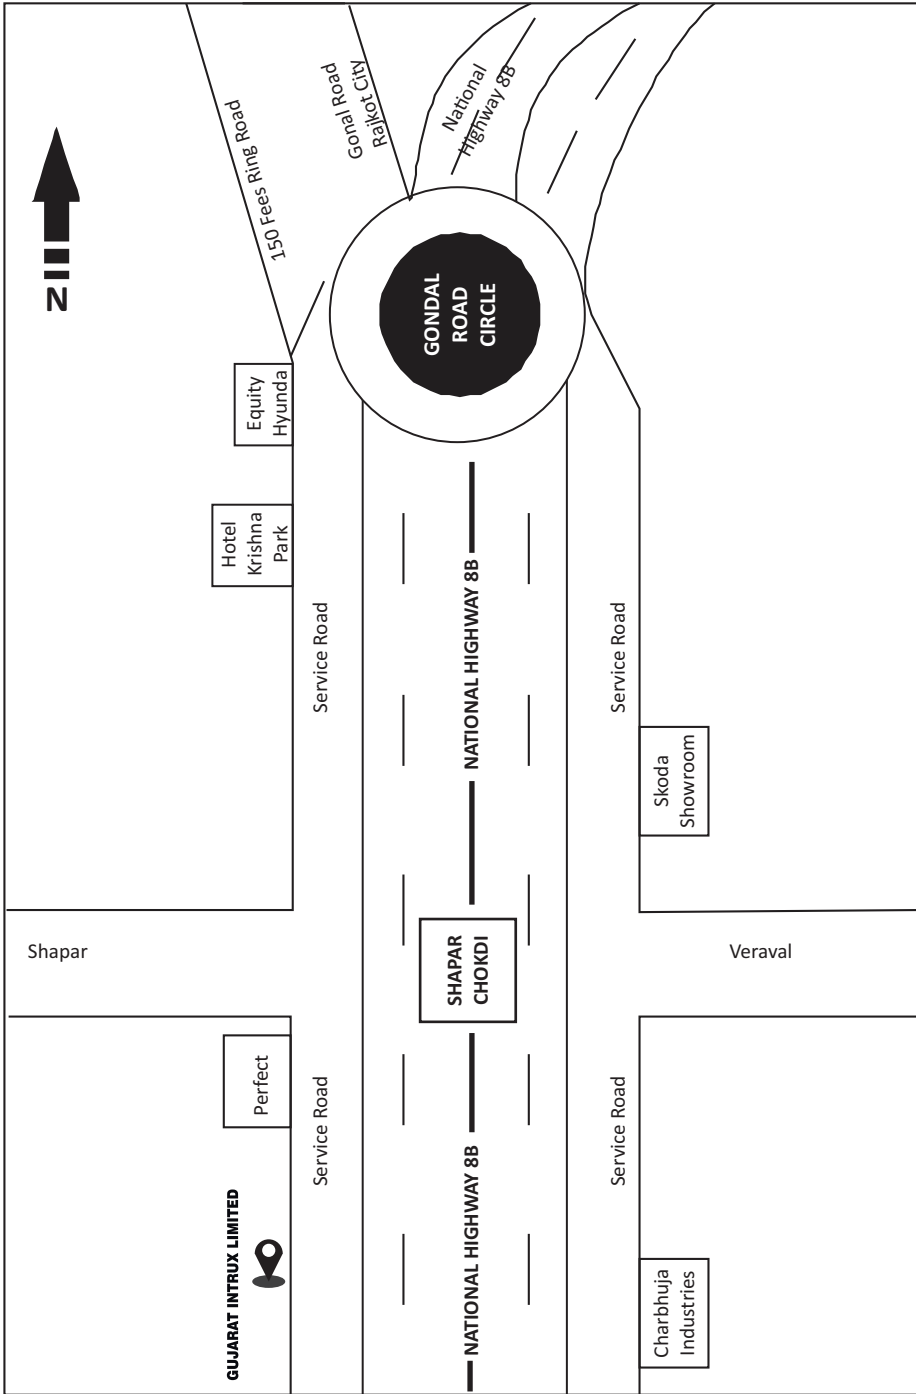 150 Fees Ring Road
Gonal Road
Rajkot City
National
Highway 8B
N
GONDAL
ROAD
CIRCLE
Equity
Hyunda
Hotel
Krishna
Park
Service Road
NATIONAL HIGHWAY 8B
Service Road
Skoda
Showroom
Shapar
SHAPAR
CHOKDI
Veraval
Perfect
Service Road
Service Road
GUJARAT INTRUX LIMITED
NATIONAL HIGHWAY 8B
Charbhuja
Industries